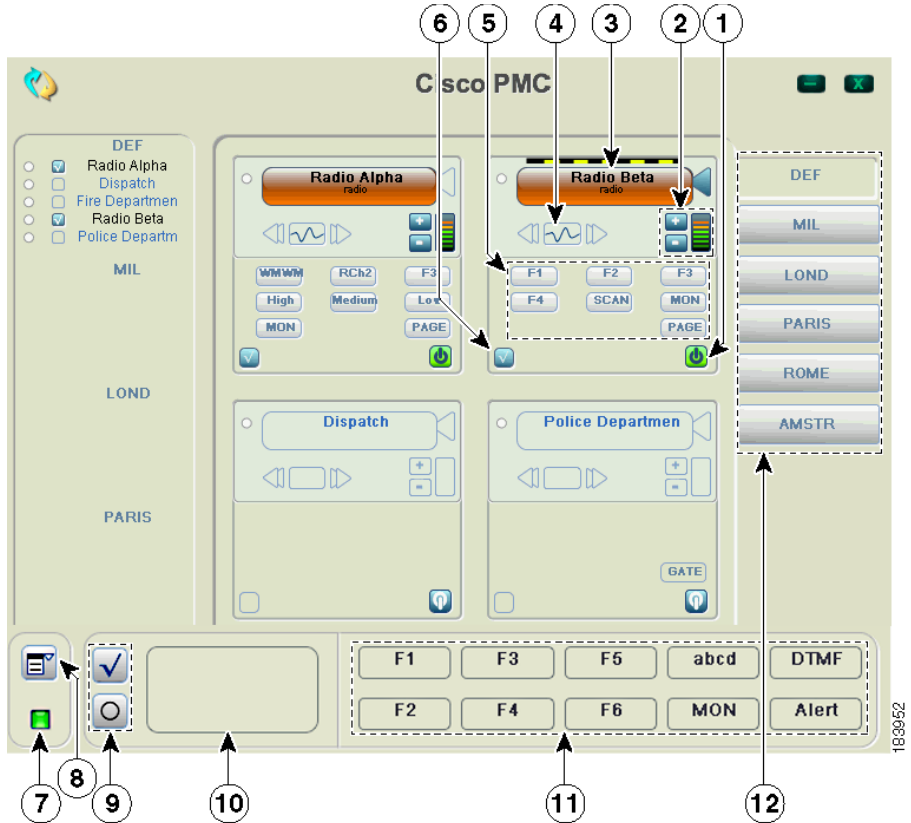 6 5 4 3 2 1
Cisco PMC
DEF
Radio Alpha
Dispatch
Fire Departmen
Radio Beta
Police Departm
MIL
LOND
PARIS
Radio Alpha
radio
WMWM RCh2 F3
High Medium Low
MON PAGE
Radio Beta
radio
F1 F2 F3
F4 SCAN MON
PAGE
Dispatch
Police Departmen
GATE
DEF
MIL
LOND
PARIS
ROME
AMSTR
F1 F3 F5 abcd DTMF
F2 F4 F6 MON Alert
7 8 9 10 11 12
183952